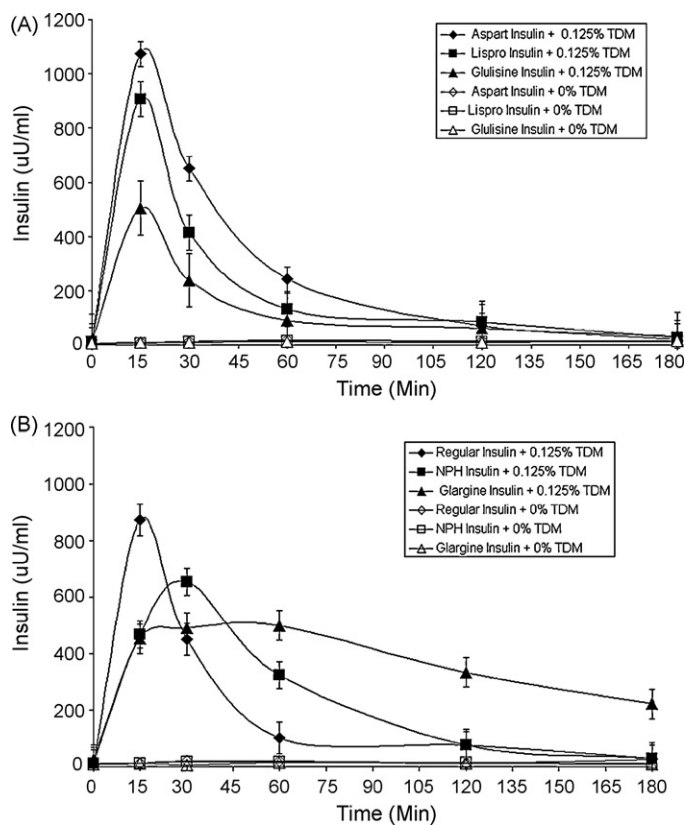 (A)
1200
1000
800
600
400
200
0
Insulin (uU/ml)
Aspart Insulin + 0.125% TDM
Lispro Insulin + 0.125% TDM
Glulisine Insulin + 0.125% TDM
Aspart Insulin + 0% TDM
Lispro Insulin + 0% TDM
Glulisine Insulin + 0% TDM
0 15 30 45 60 75 90 105 120 135 150 165 180
Time (Min)
(B)
1200
1000
800
600
400
200
0
Insulin (uU/ml)
Regular Insulin + 0.125% TDM
NPH Insulin + 0.125% TDM
Glargine Insulin + 0.125% TDM
Regular Insulin + 0% TDM
NPH Insulin + 0% TDM
Glargine Insulin + 0% TDM
0 15 30 45 60 75 90 105 120 135 150 165 180
Time (Min)